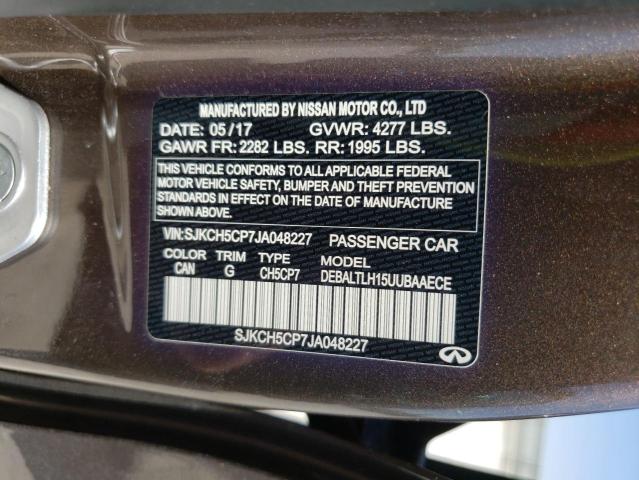 MANUFACTURED BY NISSAN MOTOR CO., LTD
DATE: 05/17 GVWR: 4277 LBS.
GAWR FR: 2282 LBS. RR: 1995 LBS.
THIS VEHICLE CONFORMS TO ALL APPLICABLE FEDERAL
MOTOR VEHICLE SAFETY, BUMPER AND THEFT PREVENTION
STANDARDS IN EFFECT ON THE DATE OF MANUFACTURE
SHOWN ABOVE.
VIN:SJKCH5CP7JA048227 PASSENGER CAR
COLOR TRIM TYPE MODEL
CAN G CH5CP7 DEBALTLH15UUBAAECE
SJKCH5CP7JA048227